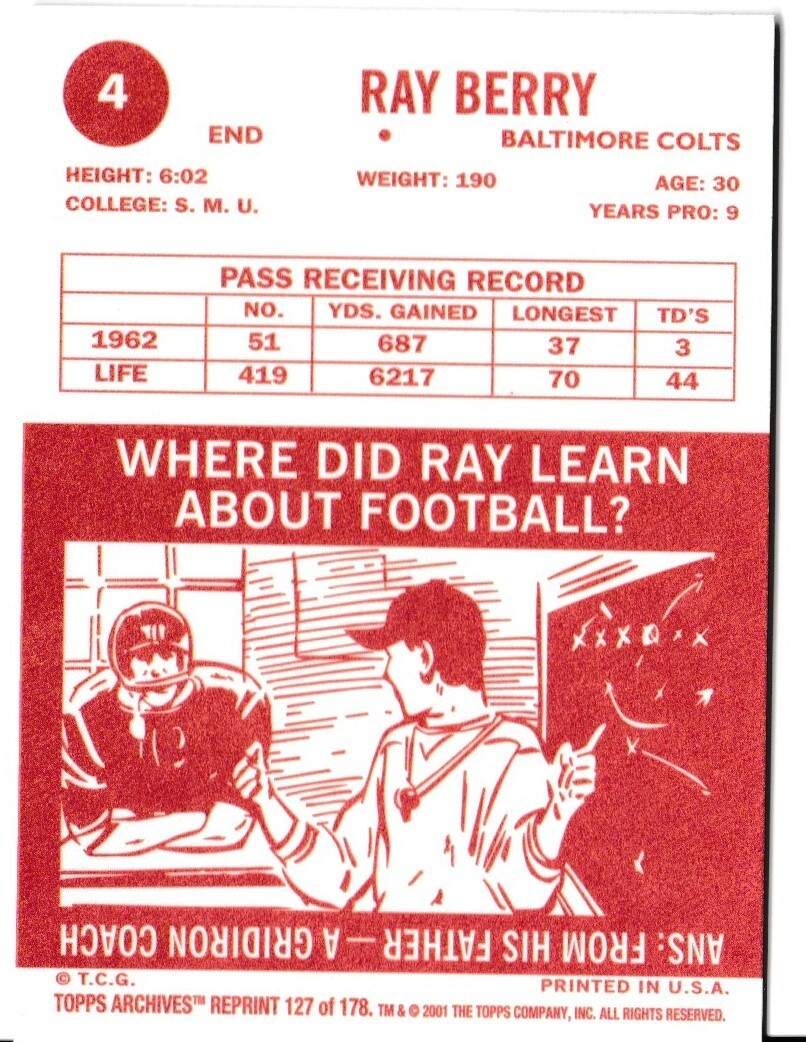 4
RAY BERRY
END • BALTIMORE COLTS
HEIGHT: 6:02 WEIGHT: 190 AGE: 30
COLLEGE: S. M. U. YEARS PRO: 9
PASS RECEIVING RECORD
NO. YDS. GAINED LONGEST TD'S
1962 51 687 37 3
LIFE 419 6217 70 44
WHERE DID RAY LEARN
ABOUT FOOTBALL?
ANS: FROM HIS FATHER — A GRIDIRON COACH
© T.C.G. PRINTED IN U.S.A.
TOPPS ARCHIVES™ REPRINT 127 of 178. TM & © 2001 THE TOPPS COMPANY, INC. ALL RIGHTS RESERVED.